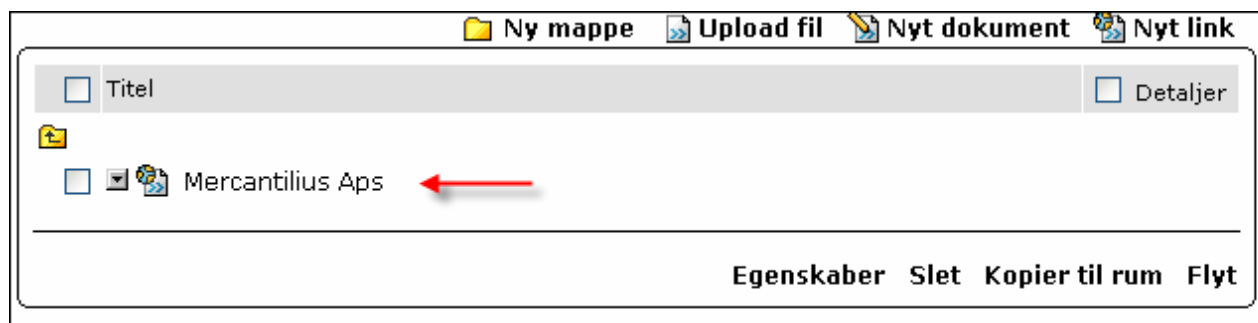 Ny mappe Upload fil Nyt dokument Nyt link
Titel Detaljer
Mercantilius Aps
Egenskaber Slet Kopier til rum Flyt